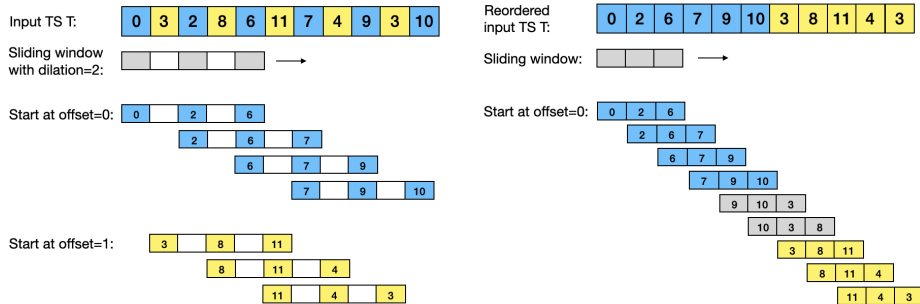 Input TS T: 0 3 2 8 6 11 7 4 9 3 10
Sliding window
with dilation=2:
Start at offset=0: 0 2 6
2 6 7
6 7 9
7 9 10
Start at offset=1: 3 8 11
8 11 4
11 4 3
Reordered
input TS T: 0 2 6 7 9 10 3 8 11 4 3
Sliding window:
Start at offset=0: 0 2 6
2 6 7
6 7 9
7 9 10
9 10 3
10 3 8
3 8 11
8 11 4
11 4 3